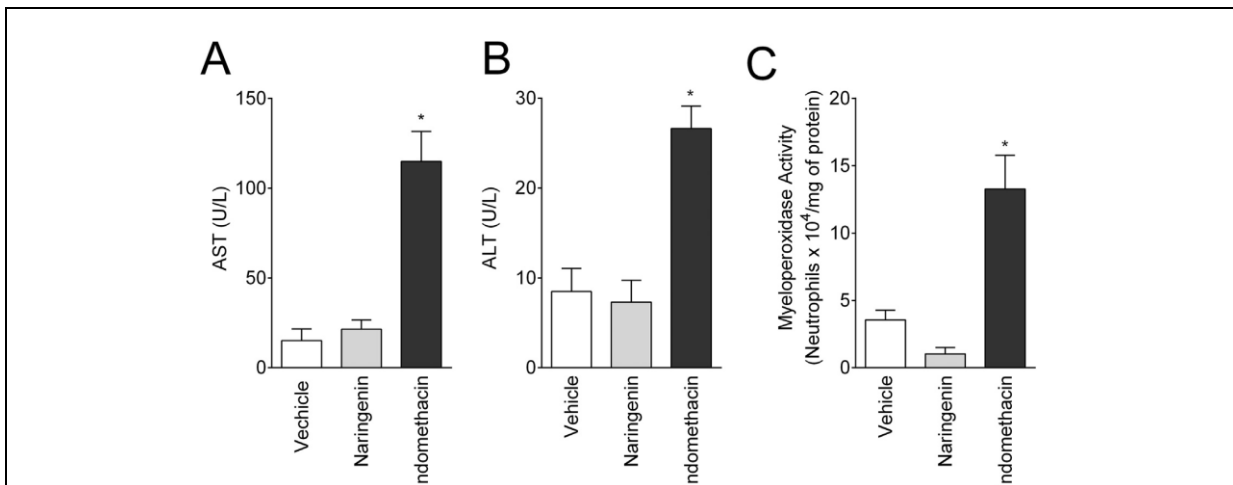 A
150
100
50
0
AST (U/L)
*
Vechicle
Naringenin
ndomethacin
B
30
20
10
0
ALT (U/L)
*
Vehicle
Naringenin
ndomethacin
C
20
15
10
5
0
Myeloperoxidase Activity
(Neutrophils x 10⁴/mg of protein)
*
Vehicle
Naringenin
ndomethacin